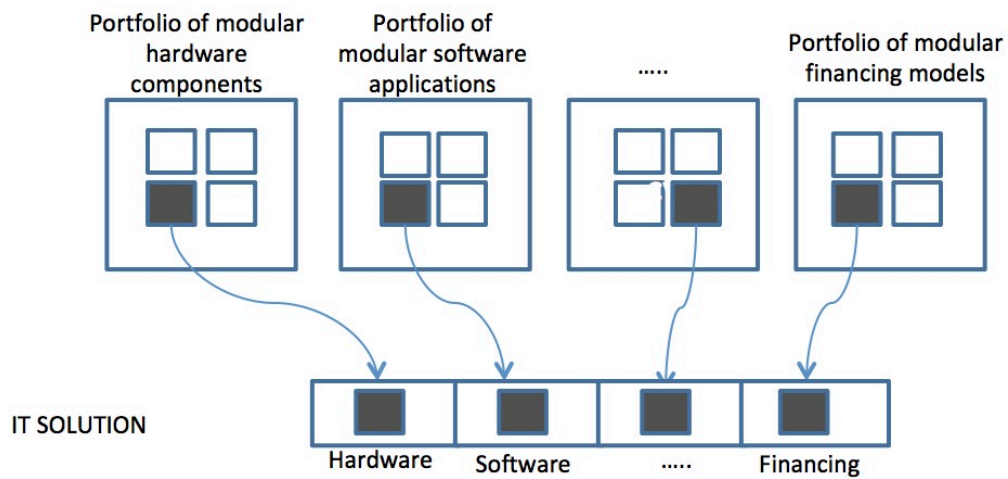 Portfolio of modular
hardware
components
Portfolio of
modular software
applications
.....
Portfolio of modular
financing models
IT SOLUTION
Hardware
Software
.....
Financing